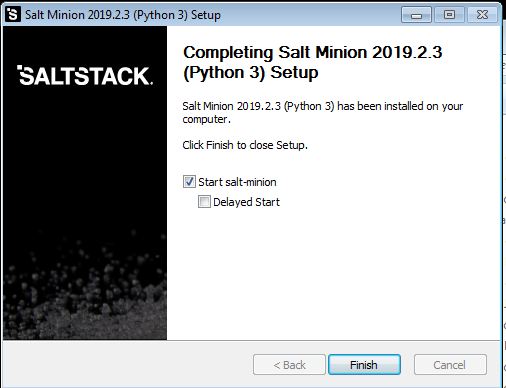 Salt Minion 2019.2.3 (Python 3) Setup
SALTSTACK.
Completing Salt Minion 2019.2.3
(Python 3) Setup
Salt Minion 2019.2.3 (Python 3) has been installed on your
computer.
Click Finish to close Setup.
Start salt-minion
Delayed Start
< Back
Finish
Cancel